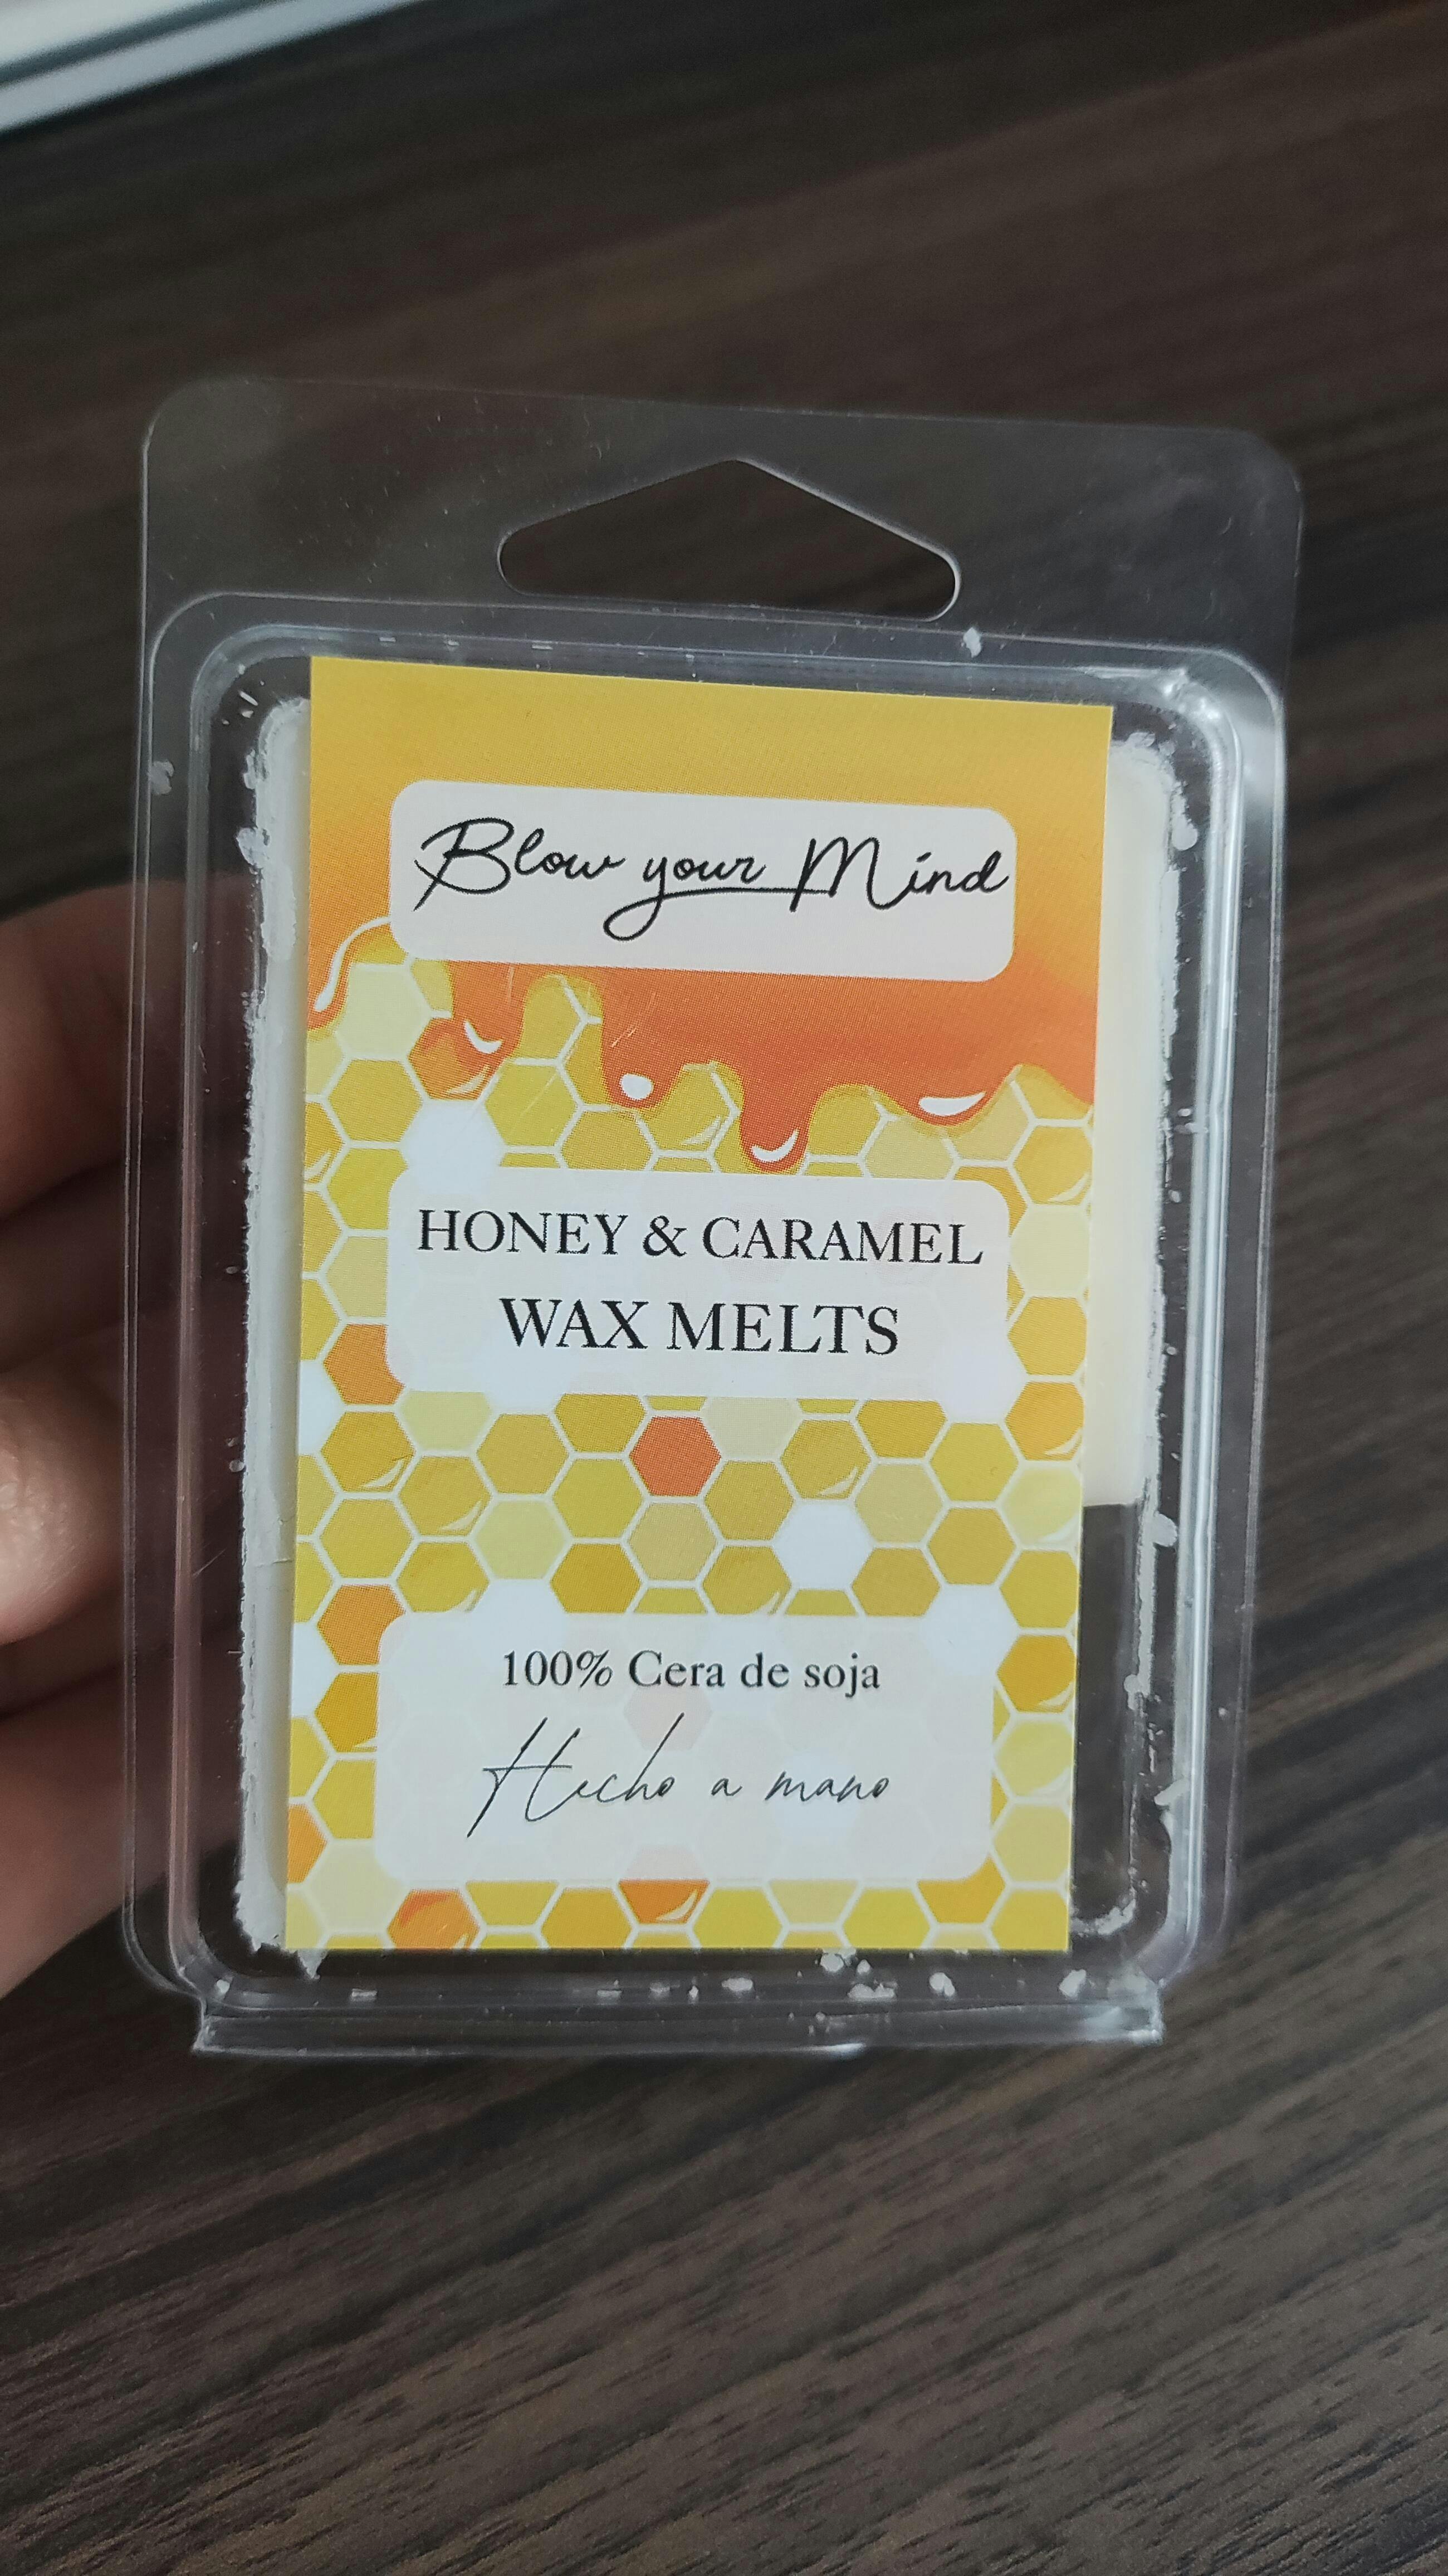 Blow your Mind
HONEY & CARAMEL
WAX MELTS
100% Cera de soja
Hecho a mano